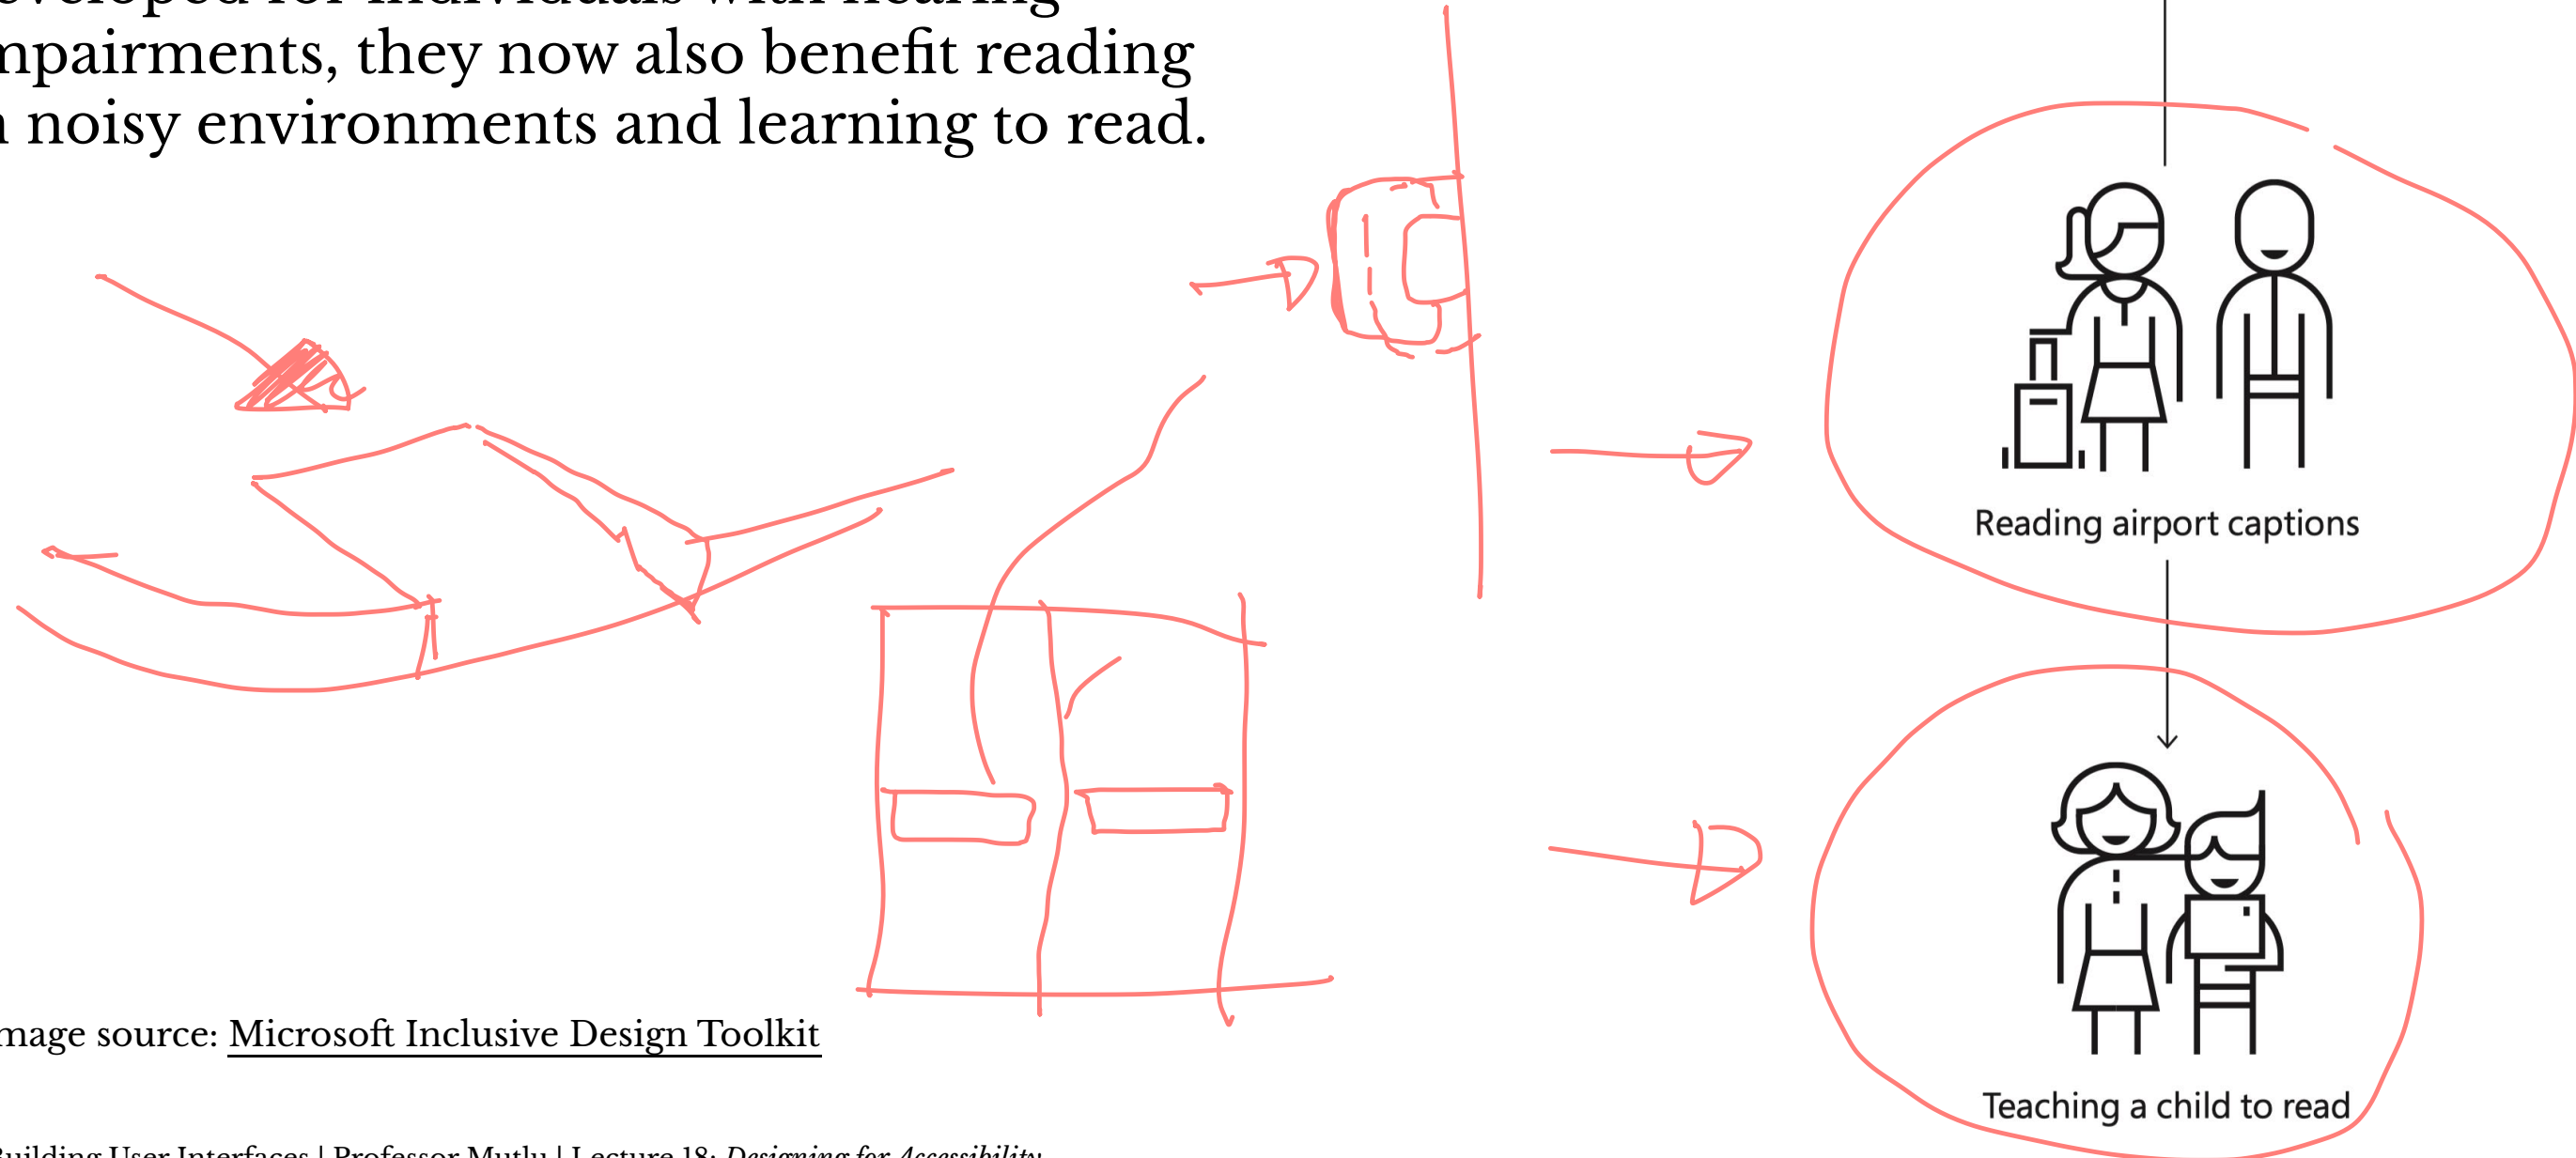 mpairments, they now also benefit reading
noisy environments and learning to read.
Reading airport captions
Teaching a child to read
mage source: Microsoft Inclusive Design Toolkit
Building User Interfaces | Professor Mutlu | Lecture 18: Designing for Accessibility